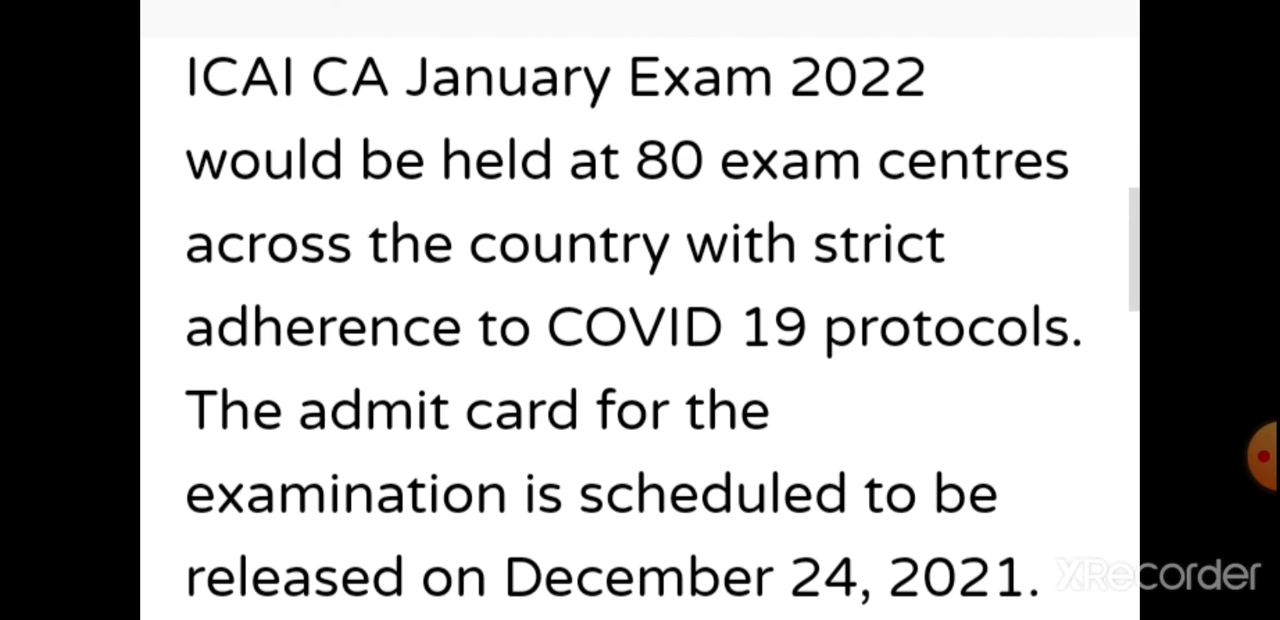 ICAI CA January Exam 2022
would be held at 80 exam centres
across the country with strict
adherence to COVID 19 protocols.
The admit card for the
examination is scheduled to be
released on December 24, 2021.
XRecorder